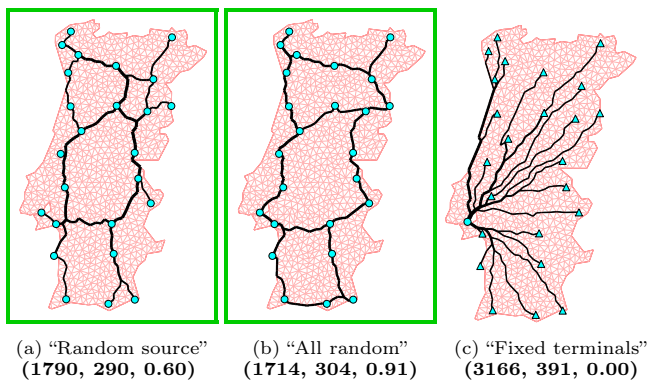 (a) “Random source”
(1790, 290, 0.60)
(b) “All random”
(1714, 304, 0.91)
(c) “Fixed terminals”
(3166, 391, 0.00)